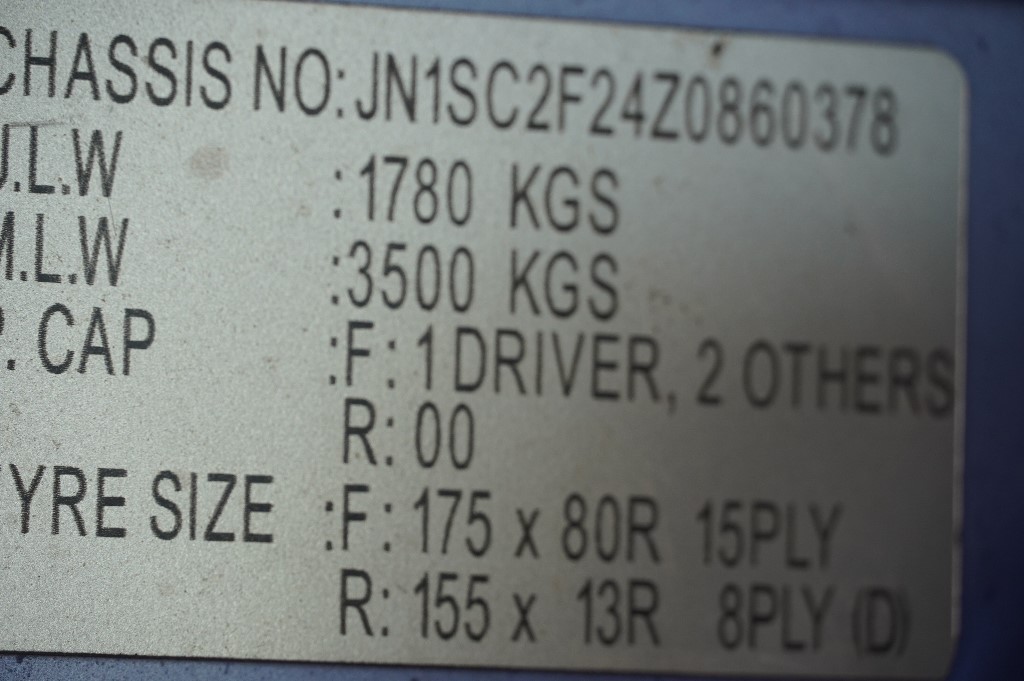 CHASSIS NO: JN1SC2F24Z0860378
U.L.W : 1780 KGS
M.L.W : 3500 KGS
P. CAP : F : 1 DRIVER, 2 OTHERS
R : 00
TYRE SIZE : F : 175 x 80R 15PLY
R : 155 x 13R 8PLY (D)